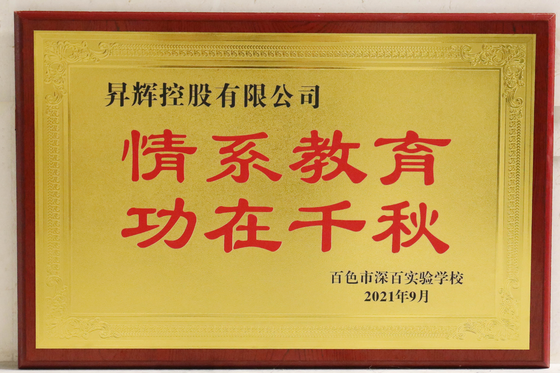 昇辉控股有限公司
情系教育
功在千秋
百色市深百实验学校
2021年9月